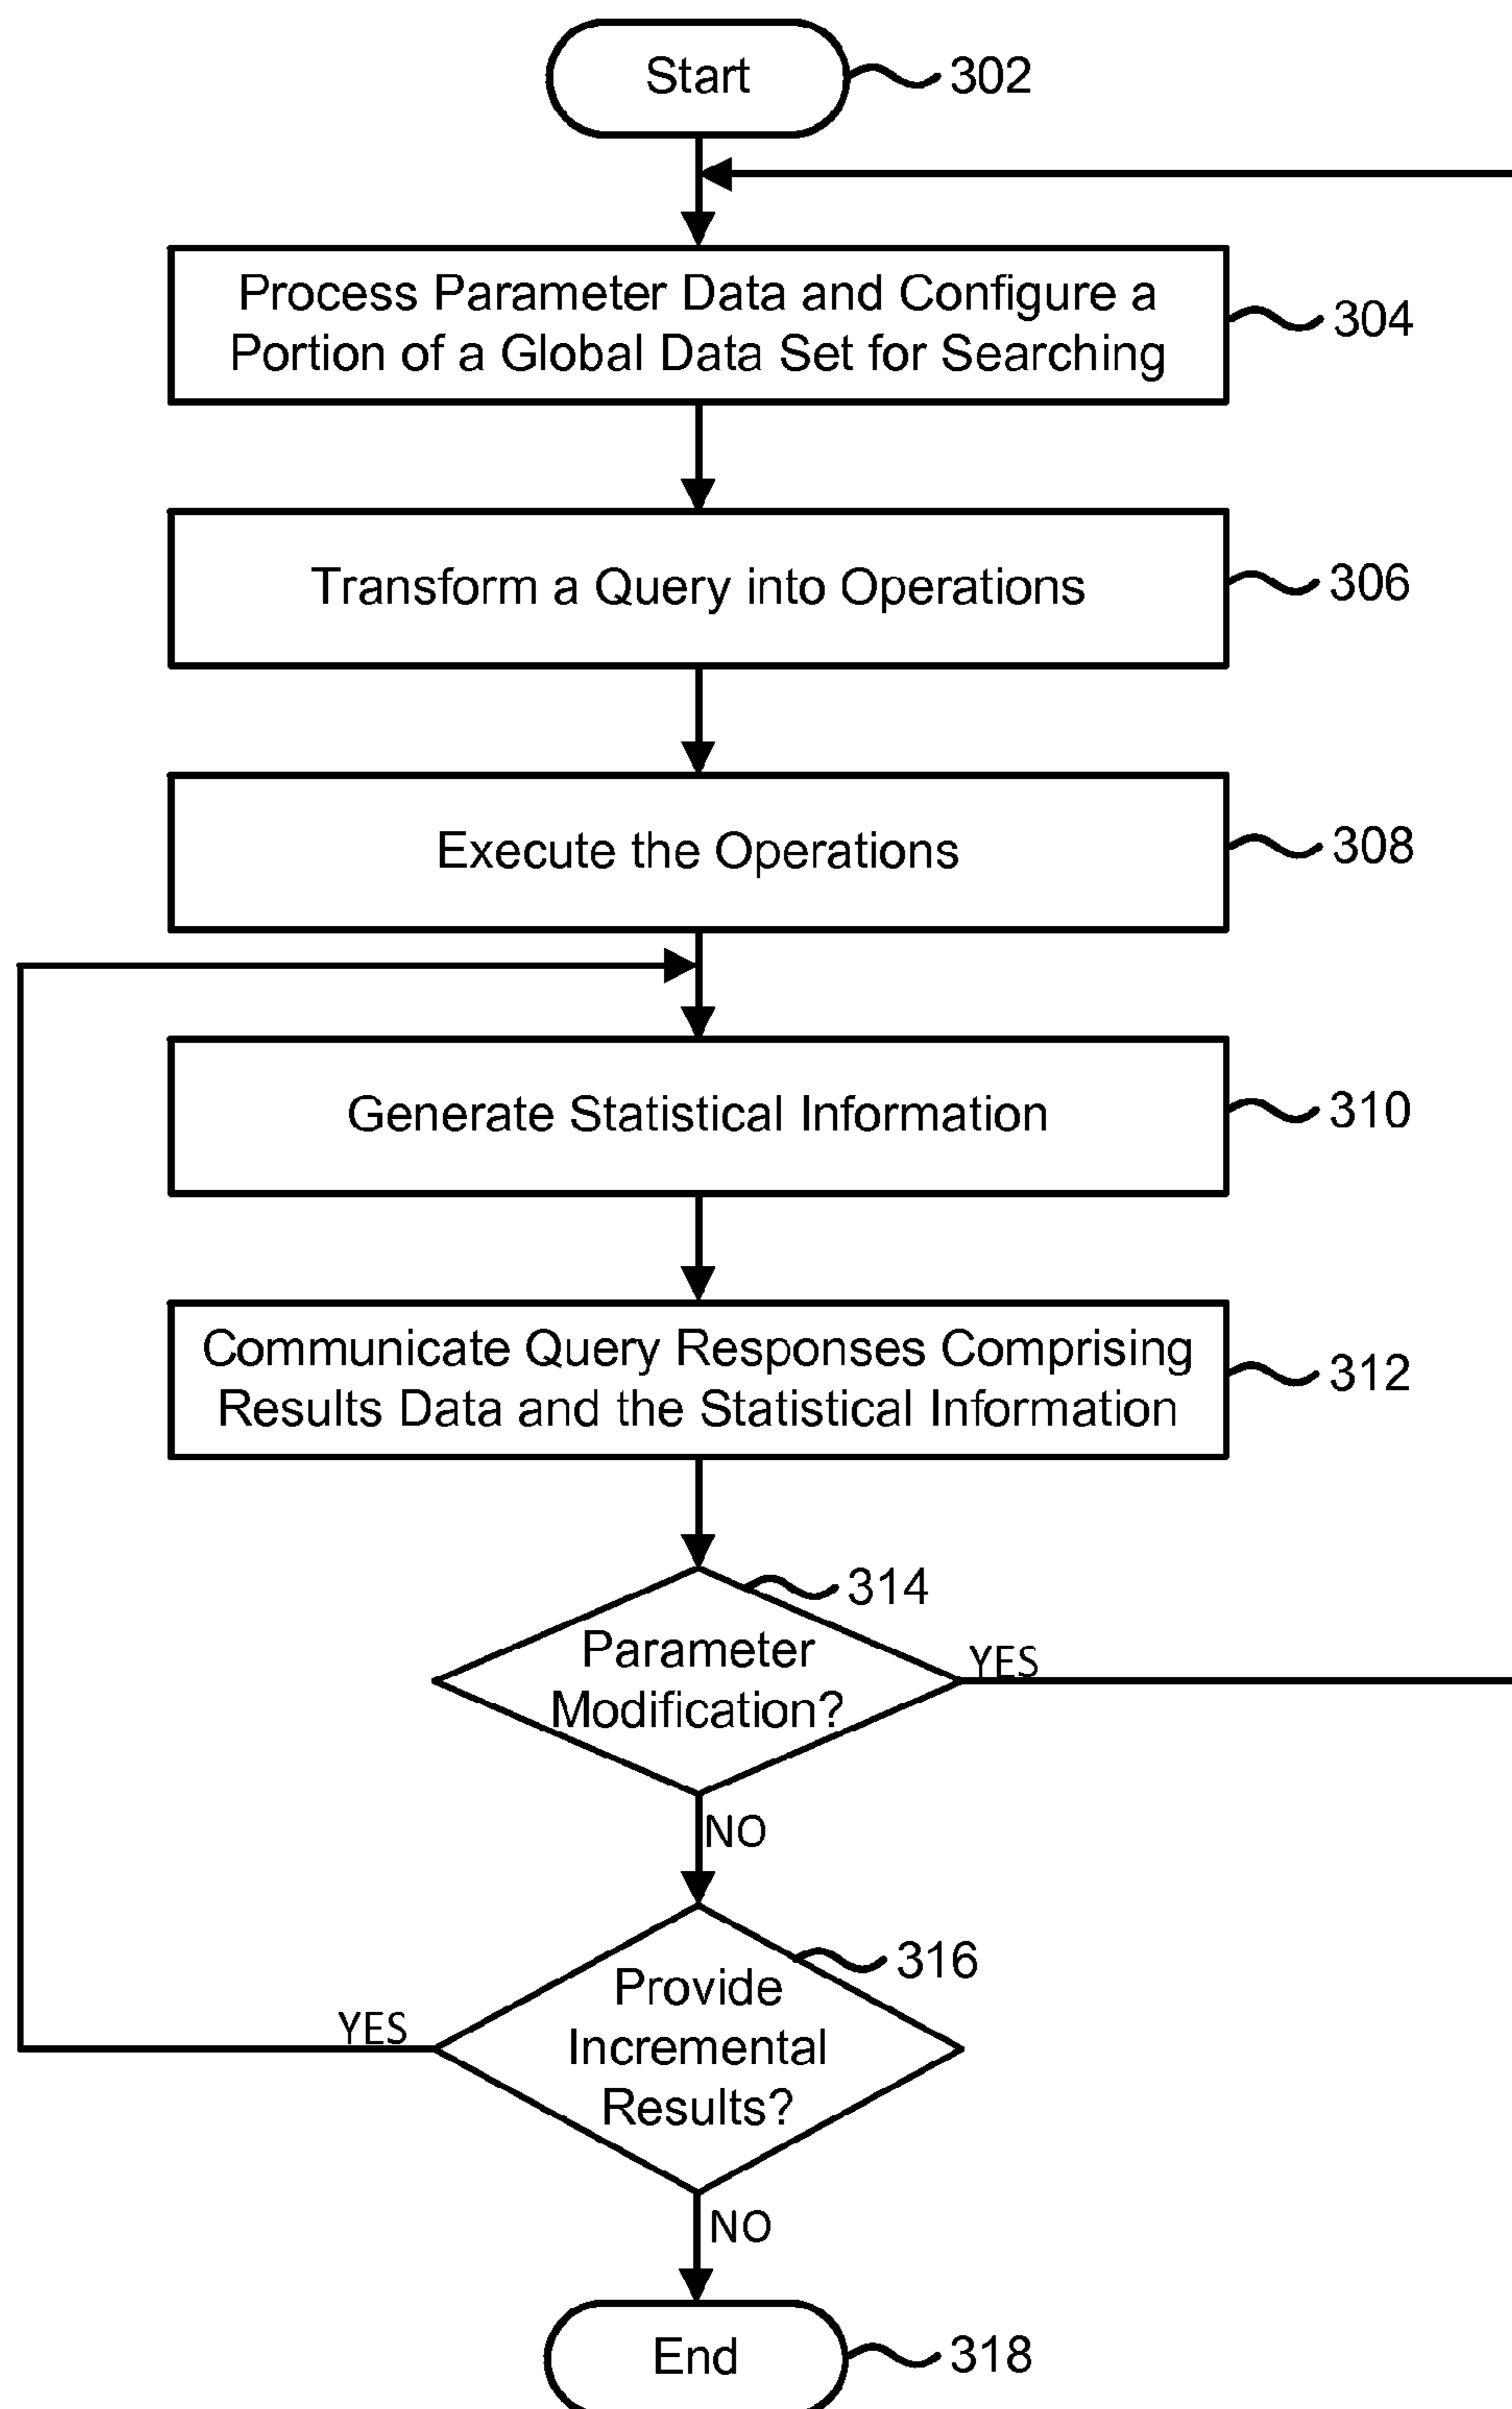 Start
302
Process Parameter Data and Configure a
Portion of a Global Data Set for Searching
304
Transform a Query into Operations
306
Execute the Operations
308
Generate Statistical Information
310
Communicate Query Responses Comprising
Results Data and the Statistical Information
312
314
Parameter
Modification?
YES
NO
316
Provide
Incremental
Results?
YES
NO
End
318